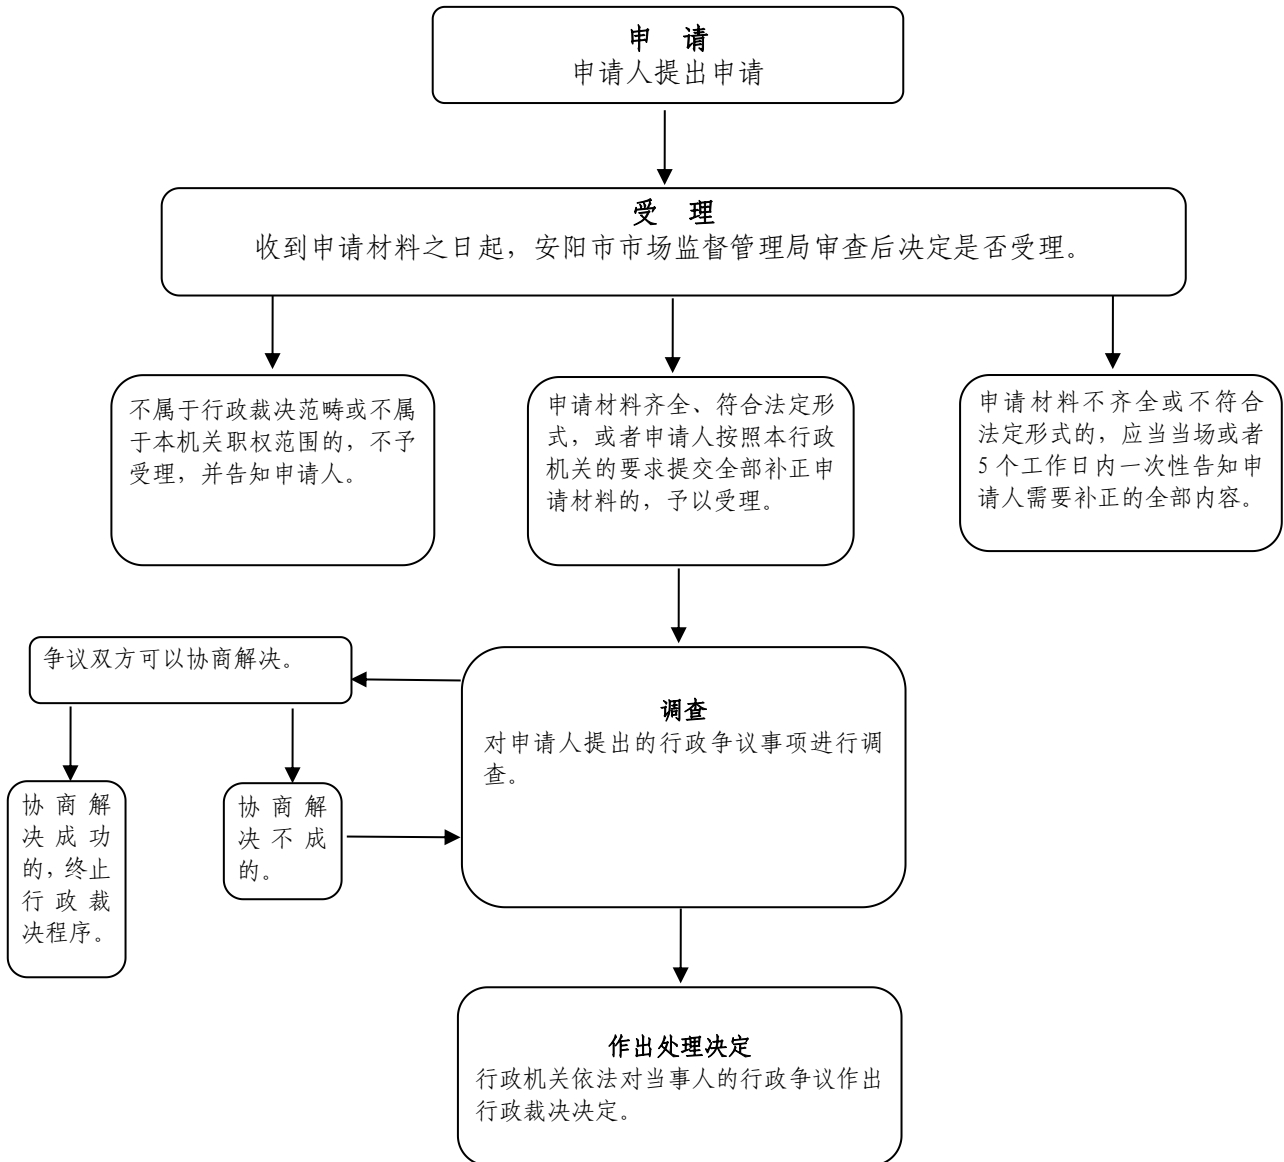 申 请
申请人提出申请
受 理
收到申请材料之日起，安阳市市场监督管理局审查后决定是否受理。
不属于行政裁决范畴或不属
于本机关职权范围的，不予
受理，并告知申请人。
申请材料齐全、符合法定形
式，或者申请人按照本行政
机关的要求提交全部补正申
请材料的，予以受理。
申请材料不齐全或不符合
法定形式的，应当当场或者
5个工作日内一次性告知申
请人需要补正的全部内容。
争议双方可以协商解决。
调查
对申请人提出的行政争议事项进行调
查。
协商解
决成功
的，终止
行政裁
决程序。
协商解
决不成
的。
作出处理决定
行政机关依法对当事人的行政争议作出
行政裁决决定。